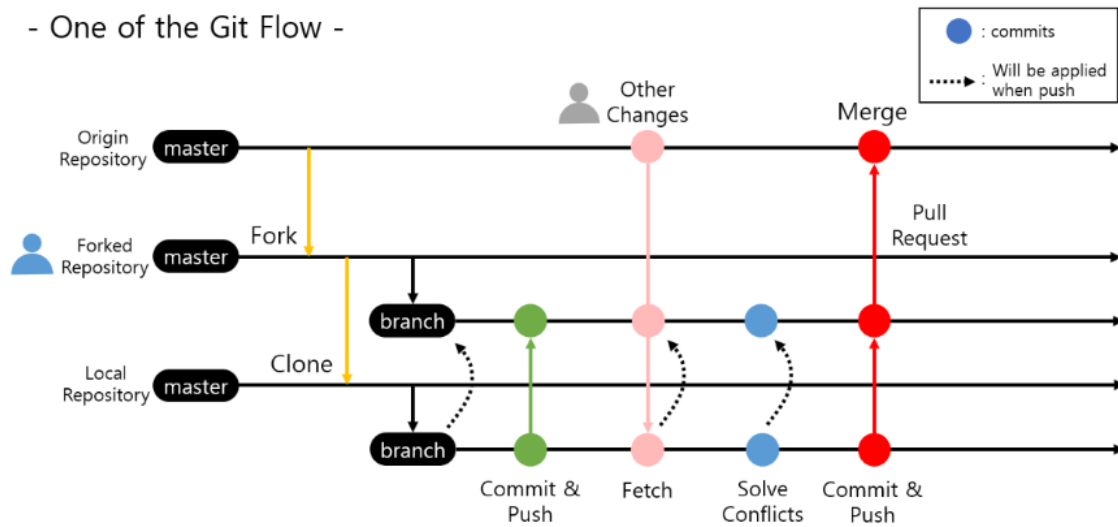 - One of the Git Flow -
: commits
: Will be applied
when push
Other
Changes
Merge
Origin
Repository
master
Pull
Request
Forked
Repository
master
Fork
branch
Clone
Local
Repository
master
branch
Commit &
Push
Fetch
Solve
Conflicts
Commit &
Push